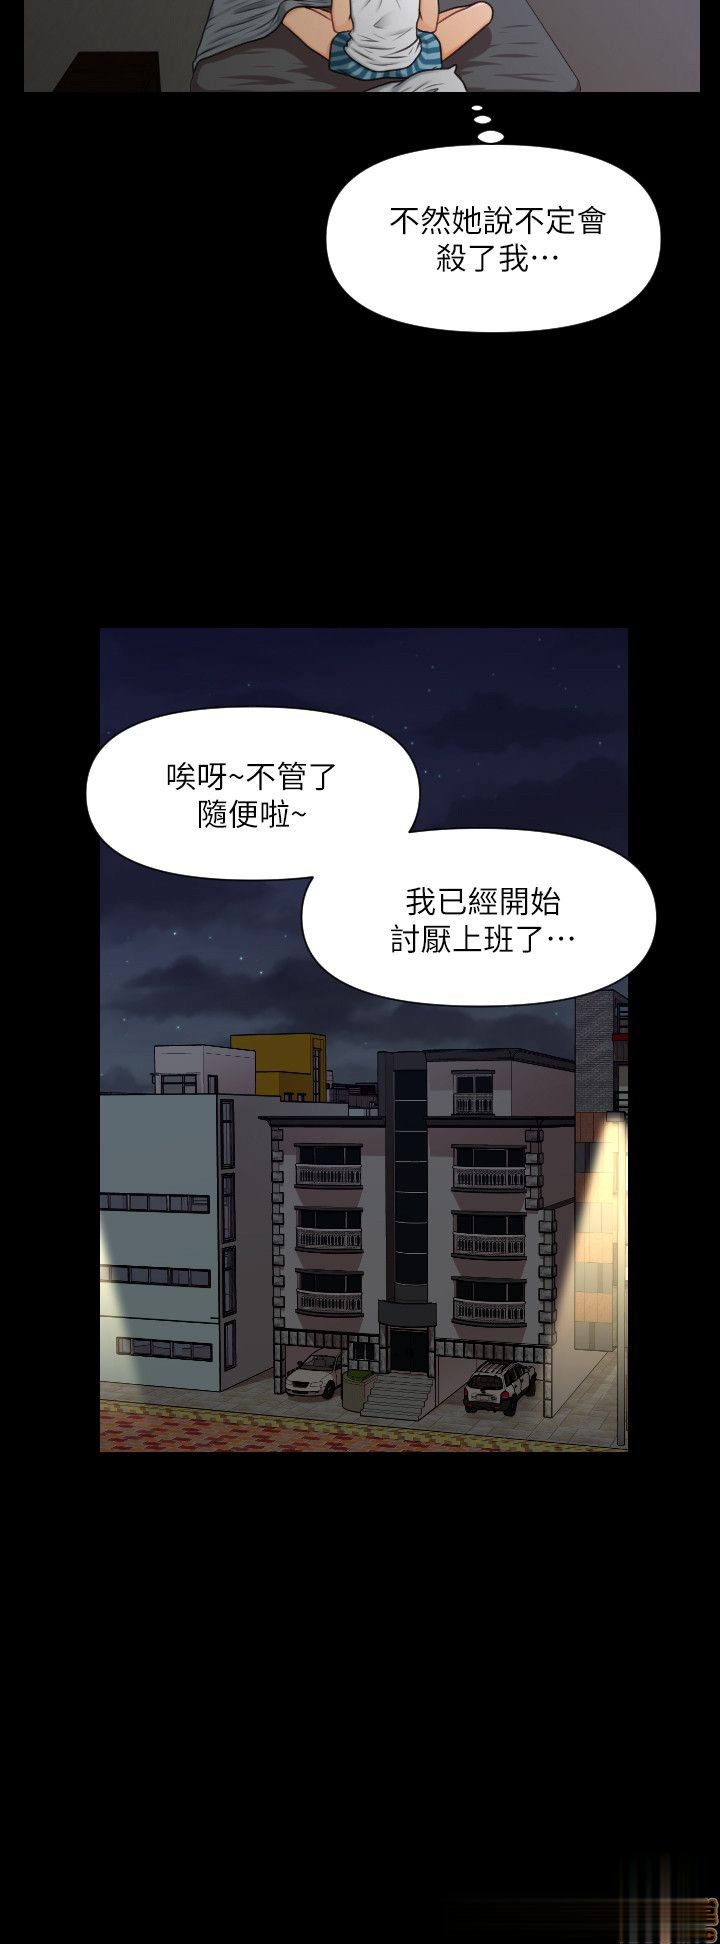 不然她說不定會
殺了我⋯
唉呀~不管了
隨便啦~
我已經開始
討厭上班了⋯